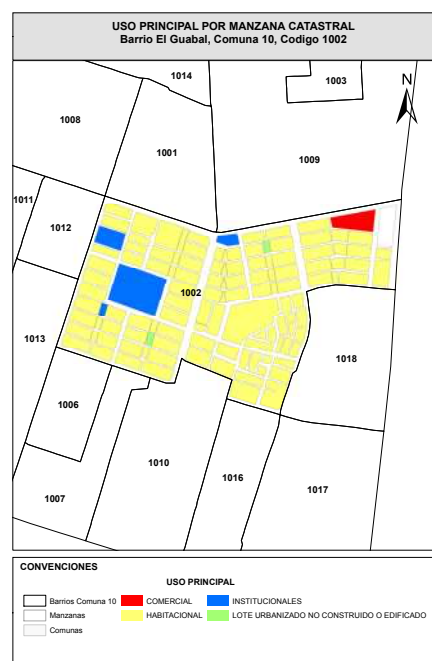 USO PRINCIPAL POR MANZANA CATASTRAL
Barrio El Guabal, Comuna 10, Codigo 1002
1014
1003
N
1008
1001
1009
1011
1012
1002
1013
1018
1006
1010
1016
1017
1007
CONVENCIONES
USO PRINCIPAL
Barrios Comuna 10 COMERCIAL INSTITUCIONALES
Manzanas HABITACIONAL LOTE URBANIZADO NO CONSTRUIDO O EDIFICADO
Comunas